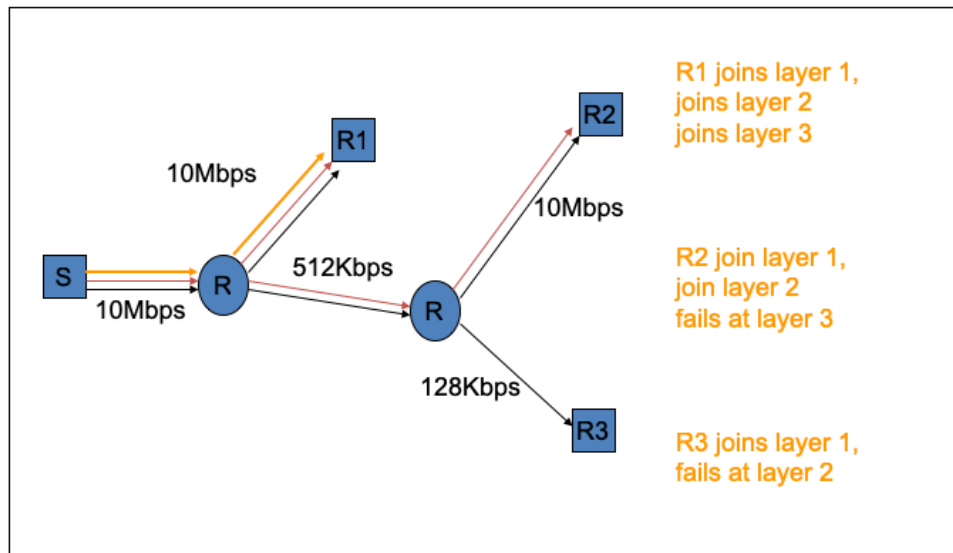 R1 joins layer 1,
joins layer 2
joins layer 3
R1
R2
10Mbps
10Mbps
S
R
512Kbps
R
10Mbps
R2 join layer 1,
join layer 2
fails at layer 3
128Kbps
R3
R3 joins layer 1,
fails at layer 2